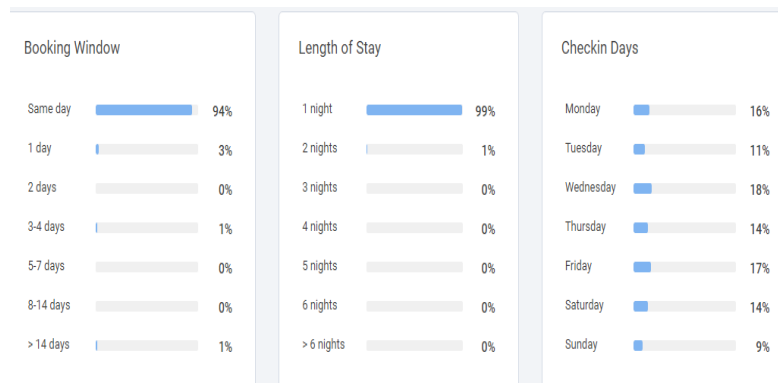 Booking Window
Same day 94%
1 day 3%
2 days 0%
3-4 days 1%
5-7 days 0%
8-14 days 0%
> 14 days 1%
Length of Stay
1 night 99%
2 nights 1%
3 nights 0%
4 nights 0%
5 nights 0%
6 nights 0%
> 6 nights 0%
Checkin Days
Monday 16%
Tuesday 11%
Wednesday 18%
Thursday 14%
Friday 17%
Saturday 14%
Sunday 9%